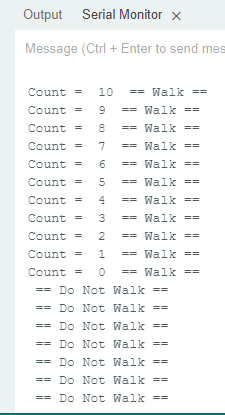 Output Serial Monitor x
Message (Ctrl + Enter to send mes
Count = 10 == Walk ==
Count = 9 == Walk ==
Count = 8 == Walk ==
Count = 7 == Walk ==
Count = 6 == Walk ==
Count = 5 == Walk ==
Count = 4 == Walk ==
Count = 3 == Walk ==
Count = 2 == Walk ==
Count = 1 == Walk ==
Count = 0 == Walk ==
== Do Not Walk ==
== Do Not Walk ==
== Do Not Walk ==
== Do Not Walk ==
== Do Not Walk ==
== Do Not Walk ==
== Do Not Walk ==